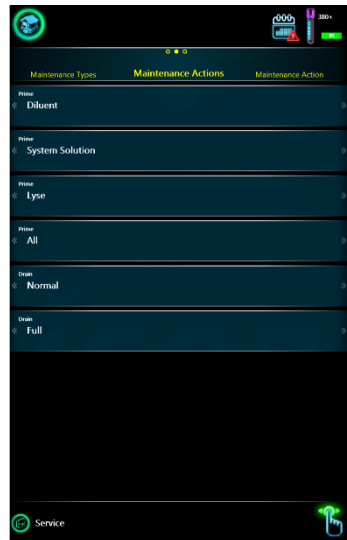 380+
Maintenance Types
Maintenance Actions
Maintenance Action
Prime
Diluent
Prime
System Solution
Prime
Lyse
Prime
All
Drain
Normal
Drain
Full
Service